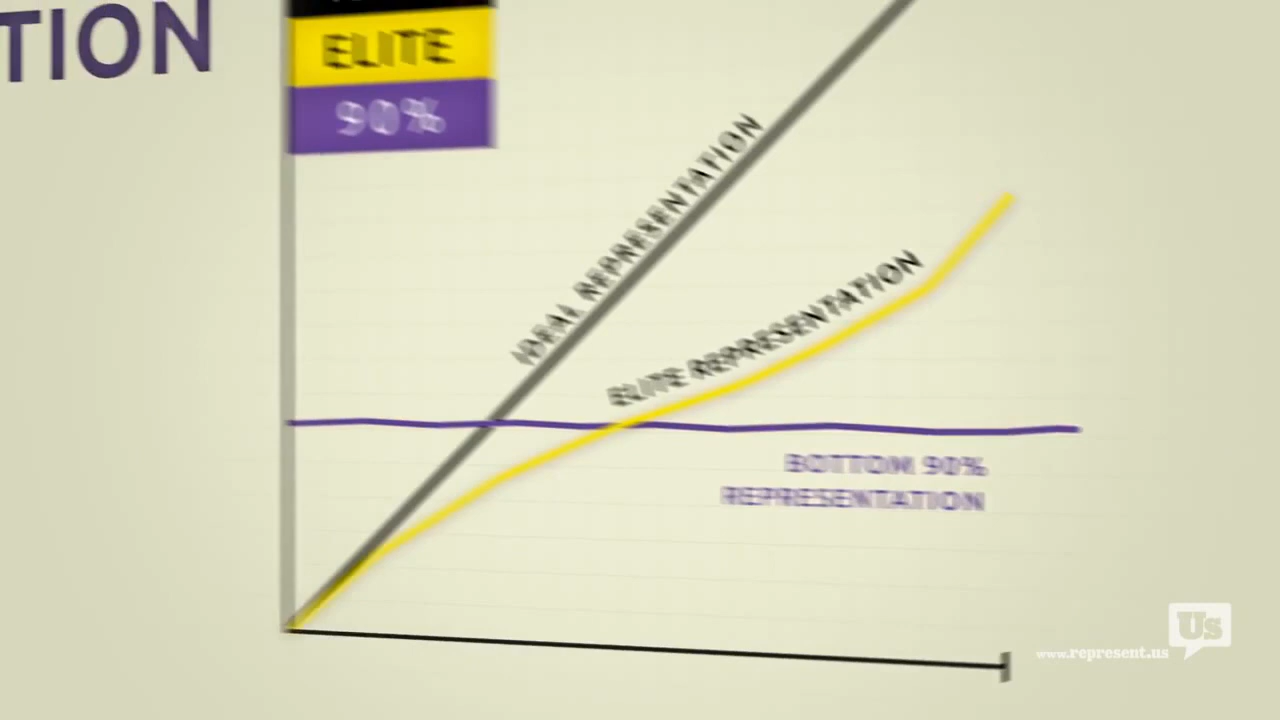 TION
ELITE
90%
IDEAL REPRESENTATION
ELITE REPRESENTATION
BOTTOM 90%
REPRESENTATION
Us
www.represent.us